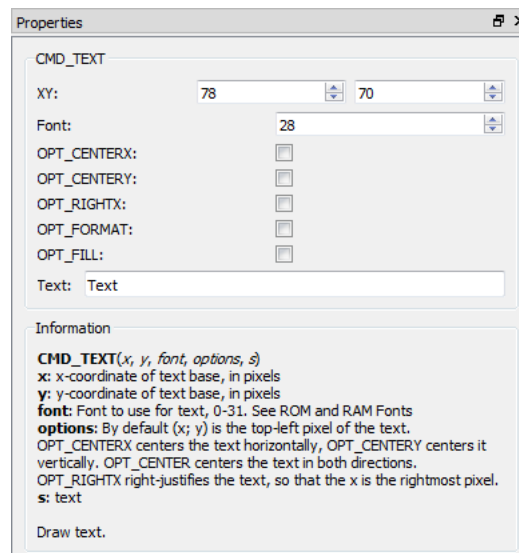 Properties
CMD_TEXT
XY: 78 70
Font: 28
OPT_CENTERX:
OPT_CENTERY:
OPT_RIGHTX:
OPT_FORMAT:
OPT_FILL:
Text: Text
Information
CMD_TEXT(x, y, font, options, s)
x: x-coordinate of text base, in pixels
y: y-coordinate of text base, in pixels
font: Font to use for text, 0-31. See ROM and RAM Fonts
options: By default (x; y) is the top-left pixel of the text.
OPT_CENTERX centers the text horizontally, OPT_CENTERY centers it
vertically. OPT_CENTER centers the text in both directions.
OPT_RIGHTX right-justifies the text, so that the x is the rightmost pixel.
s: text
Draw text.